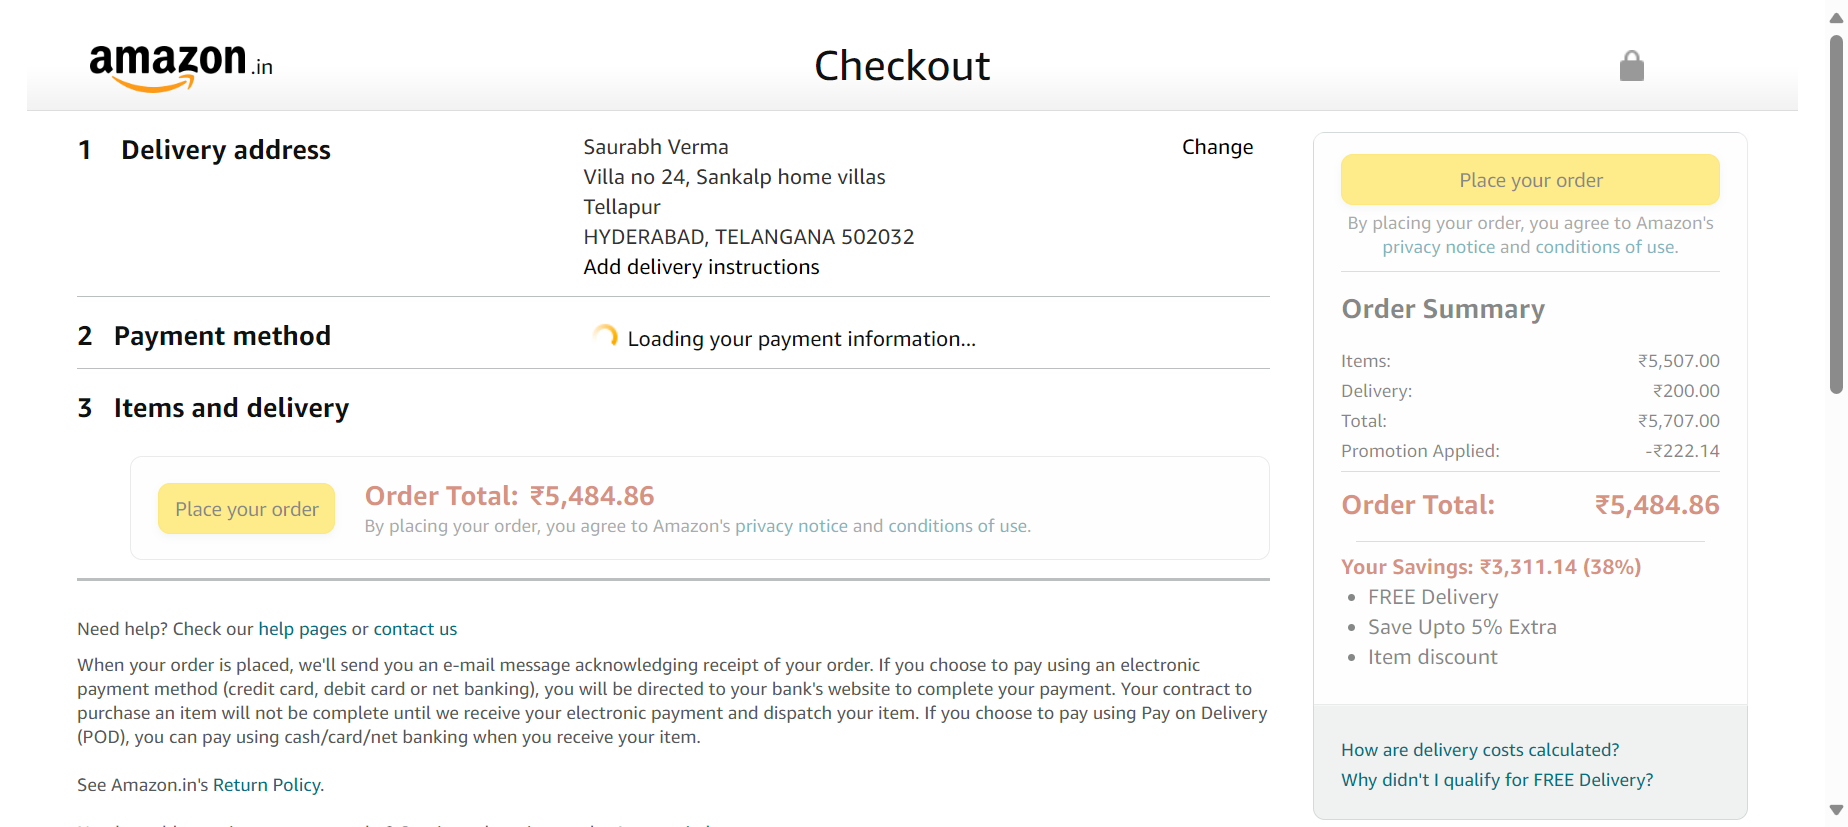 amazon.in
Checkout
1 Delivery address
Saurabh Verma
Villa no 24, Sankalp home villas
Tellapur
HYDERABAD, TELANGANA 502032
Add delivery instructions
Change
2 Payment method
Loading your payment information...
3 Items and delivery
Place your order
Order Total: ₹5,484.86
By placing your order, you agree to Amazon's privacy notice and conditions of use.
Need help? Check our help pages or contact us
When your order is placed, we'll send you an e-mail message acknowledging receipt of your order. If you choose to pay using an electronic
payment method (credit card, debit card or net banking), you will be directed to your bank's website to complete your payment. Your contract to
purchase an item will not be complete until we receive your electronic payment and dispatch your item. If you choose to pay using Pay on Delivery
(POD), you can pay using cash/card/net banking when you receive your item.
See Amazon.in's Return Policy.
Place your order
By placing your order, you agree to Amazon's
privacy notice and conditions of use.
Order Summary
Items: ₹5,507.00
Delivery: ₹200.00
Total: ₹5,707.00
Promotion Applied: -₹222.14
Order Total: ₹5,484.86
Your Savings: ₹3,311.14 (38%)
• FREE Delivery
• Save Upto 5% Extra
• Item discount
How are delivery costs calculated?
Why didn't I qualify for FREE Delivery?